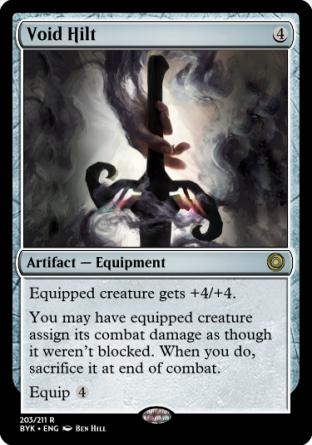 Void Hilt 4
Artifact — Equipment
Equipped creature gets +4/+4.
You may have equipped creature
assign its combat damage as though
it weren't blocked. When you do,
sacrifice it at end of combat.
Equip 4
203/211 R
BYK • ENG Ben Hill